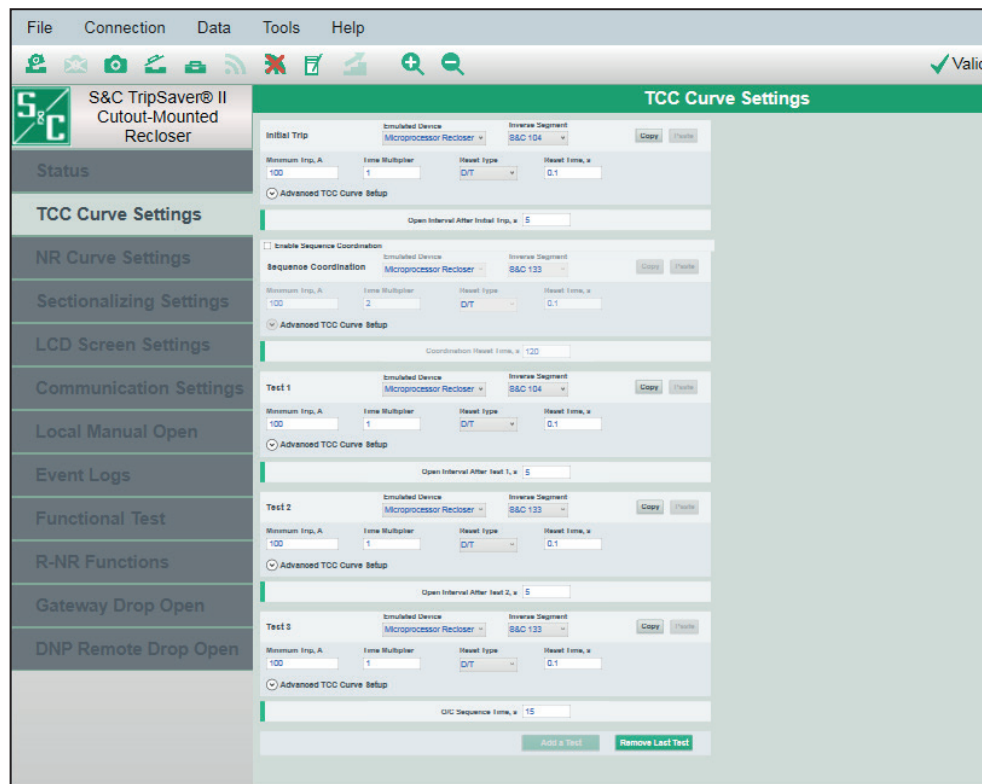 File Connection Data Tools Help
Valid
S&C
S&C TripSaver® II
Cutout-Mounted
Recloser
Status
TCC Curve Settings
NR Curve Settings
Sectionalizing Settings
LCD Screen Settings
Communication Settings
Local Manual Open
Event Logs
Functional Test
R-NR Functions
Gateway Drop Open
DNP Remote Drop Open
TCC Curve Settings
Emulated Device Inverse Segment
Initial Trip Microprocessor Recloser S&C 104 Copy Paste
Minimum Trip, A Time Multiplier Reset Type Reset Time, s
100 1 D/T 0.1
Advanced TCC Curve Setup
Open Interval After Initial Trip, s 5
Enable Sequence Coordination
Emulated Device Inverse Segment
Sequence Coordination Microprocessor Recloser S&C 133 Copy Paste
Minimum Trip, A Time Multiplier Reset Type Reset Time, s
100 2 D/T 0.1
Advanced TCC Curve Setup
Coordination Reset Time, s 120
Emulated Device Inverse Segment
Test 1 Microprocessor Recloser S&C 104 Copy Paste
Minimum Trip, A Time Multiplier Reset Type Reset Time, s
100 1 D/T 0.1
Advanced TCC Curve Setup
Open Interval After Test 1, s 5
Emulated Device Inverse Segment
Test 2 Microprocessor Recloser S&C 133 Copy Paste
Minimum Trip, A Time Multiplier Reset Type Reset Time, s
100 1 D/T 0.1
Advanced TCC Curve Setup
Open Interval After Test 2, s 5
Emulated Device Inverse Segment
Test 3 Microprocessor Recloser S&C 133 Copy Paste
Minimum Trip, A Time Multiplier Reset Type Reset Time, s
100 1 D/T 0.1
Advanced TCC Curve Setup
O/C Sequence Time, s 15
Add a Test Remove Last Test